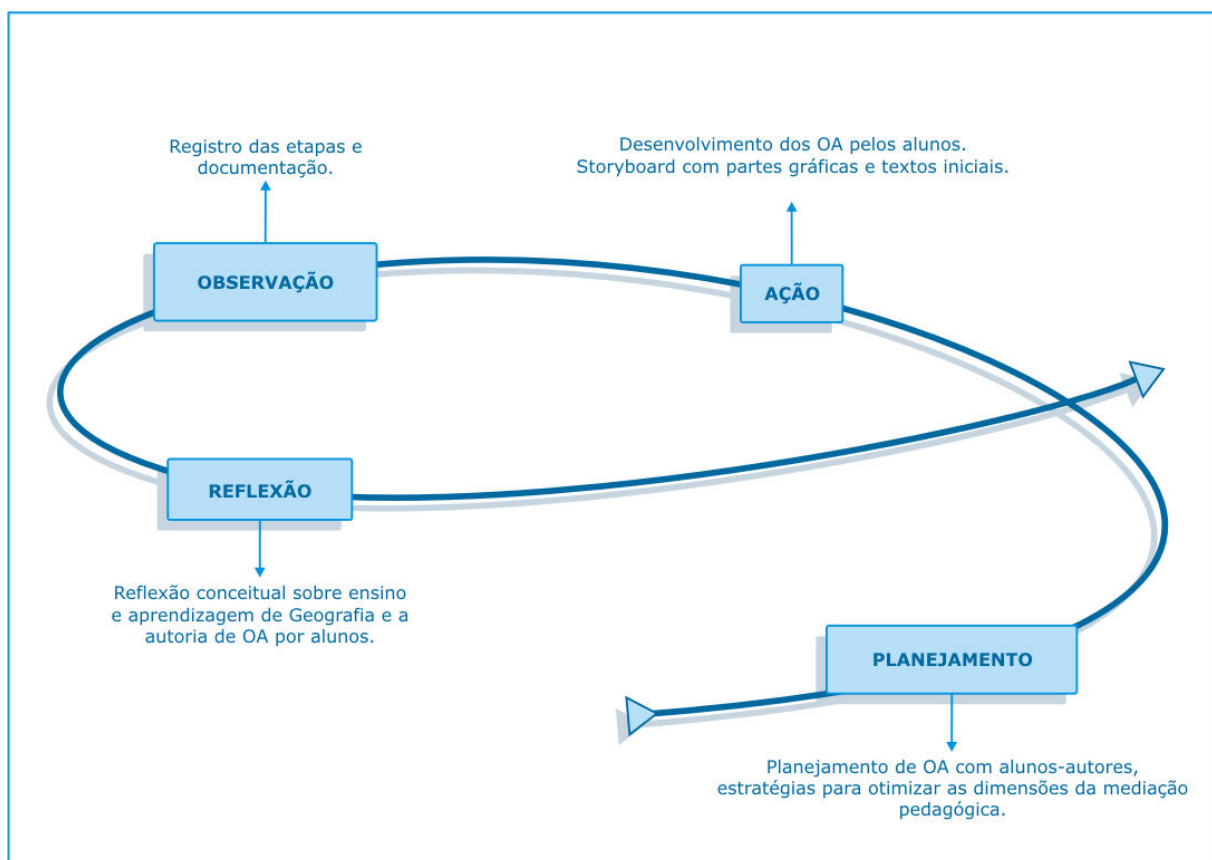 Registro das etapas e
documentação.
Desenvolvimento dos OA pelos alunos.
Storyboard com partes gráficas e textos iniciais.
OBSERVAÇÃO
AÇÃO
REFLEXÃO
Reflexão conceitual sobre ensino
e aprendizagem de Geografia e a
autoria de OA por alunos.
PLANEJAMENTO
Planejamento de OA com alunos-autores,
estratégias para otimizar as dimensões da mediação
pedagógica.